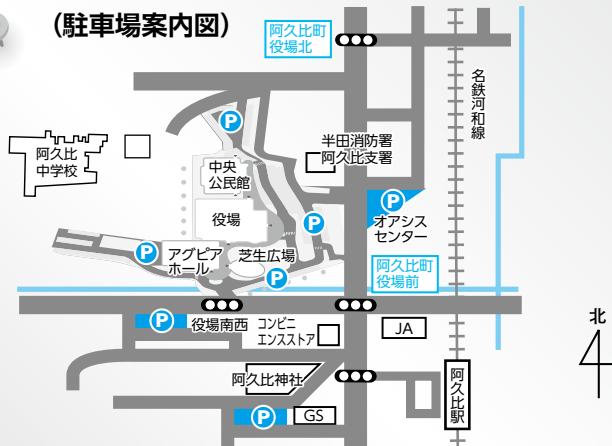 (駐車場案内図)
阿久比町
役場北
名鉄河和線
P
半田消防署
阿久比支署
阿久比
中学校
中央
公民館
P
オアシス
センター
役場
P
P
アグピア
ホール
芝生広場
P
阿久比町
役場前
P
役場南西
コンビニ
エンスストア
JA
北
阿久比神社
阿久比駅
P
GS